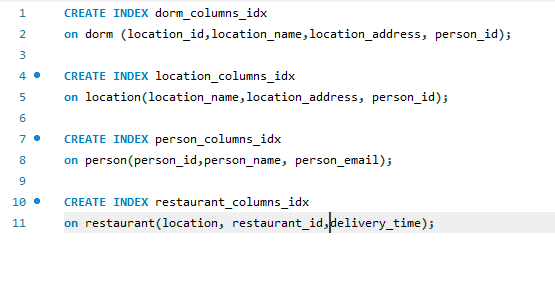 1 CREATE INDEX dorm_columns_idx
2 on dorm (location_id,location_name,location_address, person_id);
3
4 CREATE INDEX location_columns_idx
5 on location(location_name,location_address, person_id);
6
7 CREATE INDEX person_columns_idx
8 on person(person_id,person_name, person_email);
9
10 CREATE INDEX restaurant_columns_idx
11 on restaurant(location, restaurant_id,delivery_time);